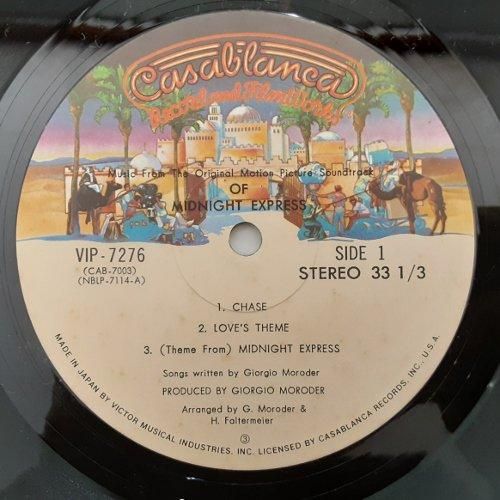 Casablanca
Record and FilmWorks
Music From The Original Motion Picture Soundtrack
OF
MIDNIGHT EXPRESS
VIP-7276
(CAB-7003)
(NBLP-7114-A)
SIDE 1
STEREO 33 1/3
1. CHASE
2. LOVE'S THEME
3. (Theme From) MIDNIGHT EXPRESS
Songs written by Giorgio Moroder
PRODUCED BY GIORGIO MORODER
Arranged by G. Moroder &
H. Faltermeier
③
MADE IN JAPAN BY VICTOR MUSICAL INDUSTRIES, INC. LICENSED BY CASABLANCA RECORDS, INC., U.S.A.